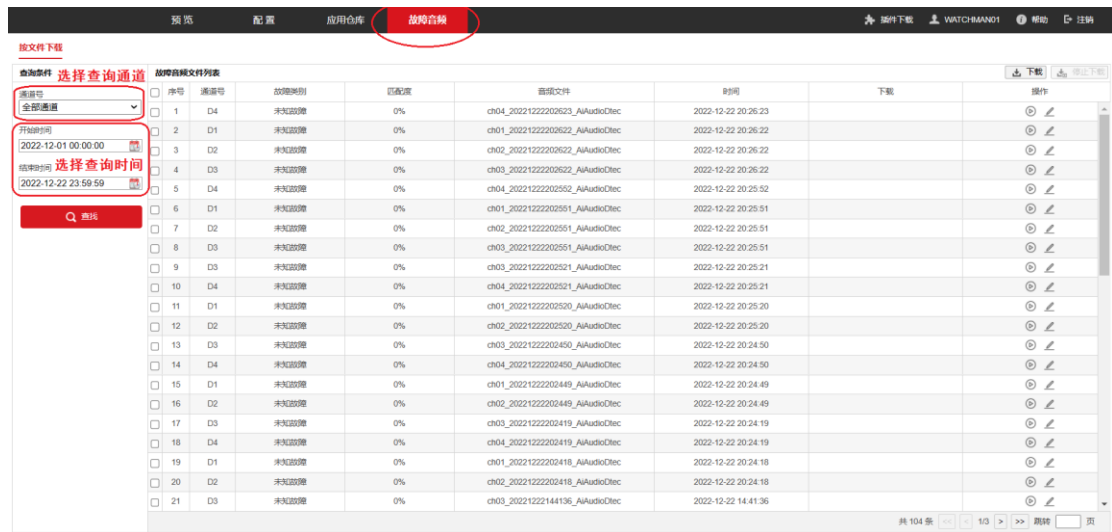 预览 配置 应用仓库 故障音频 插件下载 WATCHMAN01 帮助 注销
按文件下载
查询条件 选择查询通道 故障音频文件列表 下载 停止下载
通道号 序号 通道号 故障类别 匹配度 音频文件 时间 下载 操作
全部通道
1 D4 未知故障 0% ch04_20221222202623_AiAudioDtec 2022-12-22 20:26:23
开始时间
2 D1 未知故障 0% ch01_20221222202622_AiAudioDtec 2022-12-22 20:26:22
2022-12-01 00:00:00
3 D2 未知故障 0% ch02_20221222202622_AiAudioDtec 2022-12-22 20:26:22
结束时间 选择查询时间
4 D3 未知故障 0% ch03_20221222202622_AiAudioDtec 2022-12-22 20:26:22
2022-12-22 23:59:59
5 D4 未知故障 0% ch04_20221222202552_AiAudioDtec 2022-12-22 20:25:52
6 D1 未知故障 0% ch01_20221222202551_AiAudioDtec 2022-12-22 20:25:51
查找
7 D2 未知故障 0% ch02_20221222202551_AiAudioDtec 2022-12-22 20:25:51
8 D3 未知故障 0% ch03_20221222202551_AiAudioDtec 2022-12-22 20:25:51
9 D3 未知故障 0% ch03_20221222202521_AiAudioDtec 2022-12-22 20:25:21
10 D4 未知故障 0% ch04_20221222202521_AiAudioDtec 2022-12-22 20:25:21
11 D1 未知故障 0% ch01_20221222202520_AiAudioDtec 2022-12-22 20:25:20
12 D2 未知故障 0% ch02_20221222202520_AiAudioDtec 2022-12-22 20:25:20
13 D3 未知故障 0% ch03_20221222202450_AiAudioDtec 2022-12-22 20:24:50
14 D4 未知故障 0% ch04_20221222202450_AiAudioDtec 2022-12-22 20:24:50
15 D1 未知故障 0% ch01_20221222202449_AiAudioDtec 2022-12-22 20:24:49
16 D2 未知故障 0% ch02_20221222202449_AiAudioDtec 2022-12-22 20:24:49
17 D3 未知故障 0% ch03_20221222202419_AiAudioDtec 2022-12-22 20:24:19
18 D4 未知故障 0% ch04_20221222202419_AiAudioDtec 2022-12-22 20:24:19
19 D1 未知故障 0% ch01_20221222202418_AiAudioDtec 2022-12-22 20:24:18
20 D2 未知故障 0% ch02_20221222202418_AiAudioDtec 2022-12-22 20:24:18
21 D3 未知故障 0% ch03_20221222144136_AiAudioDtec 2022-12-22 14:41:36
共 104 条 << < 1/3 > >> 跳转 页